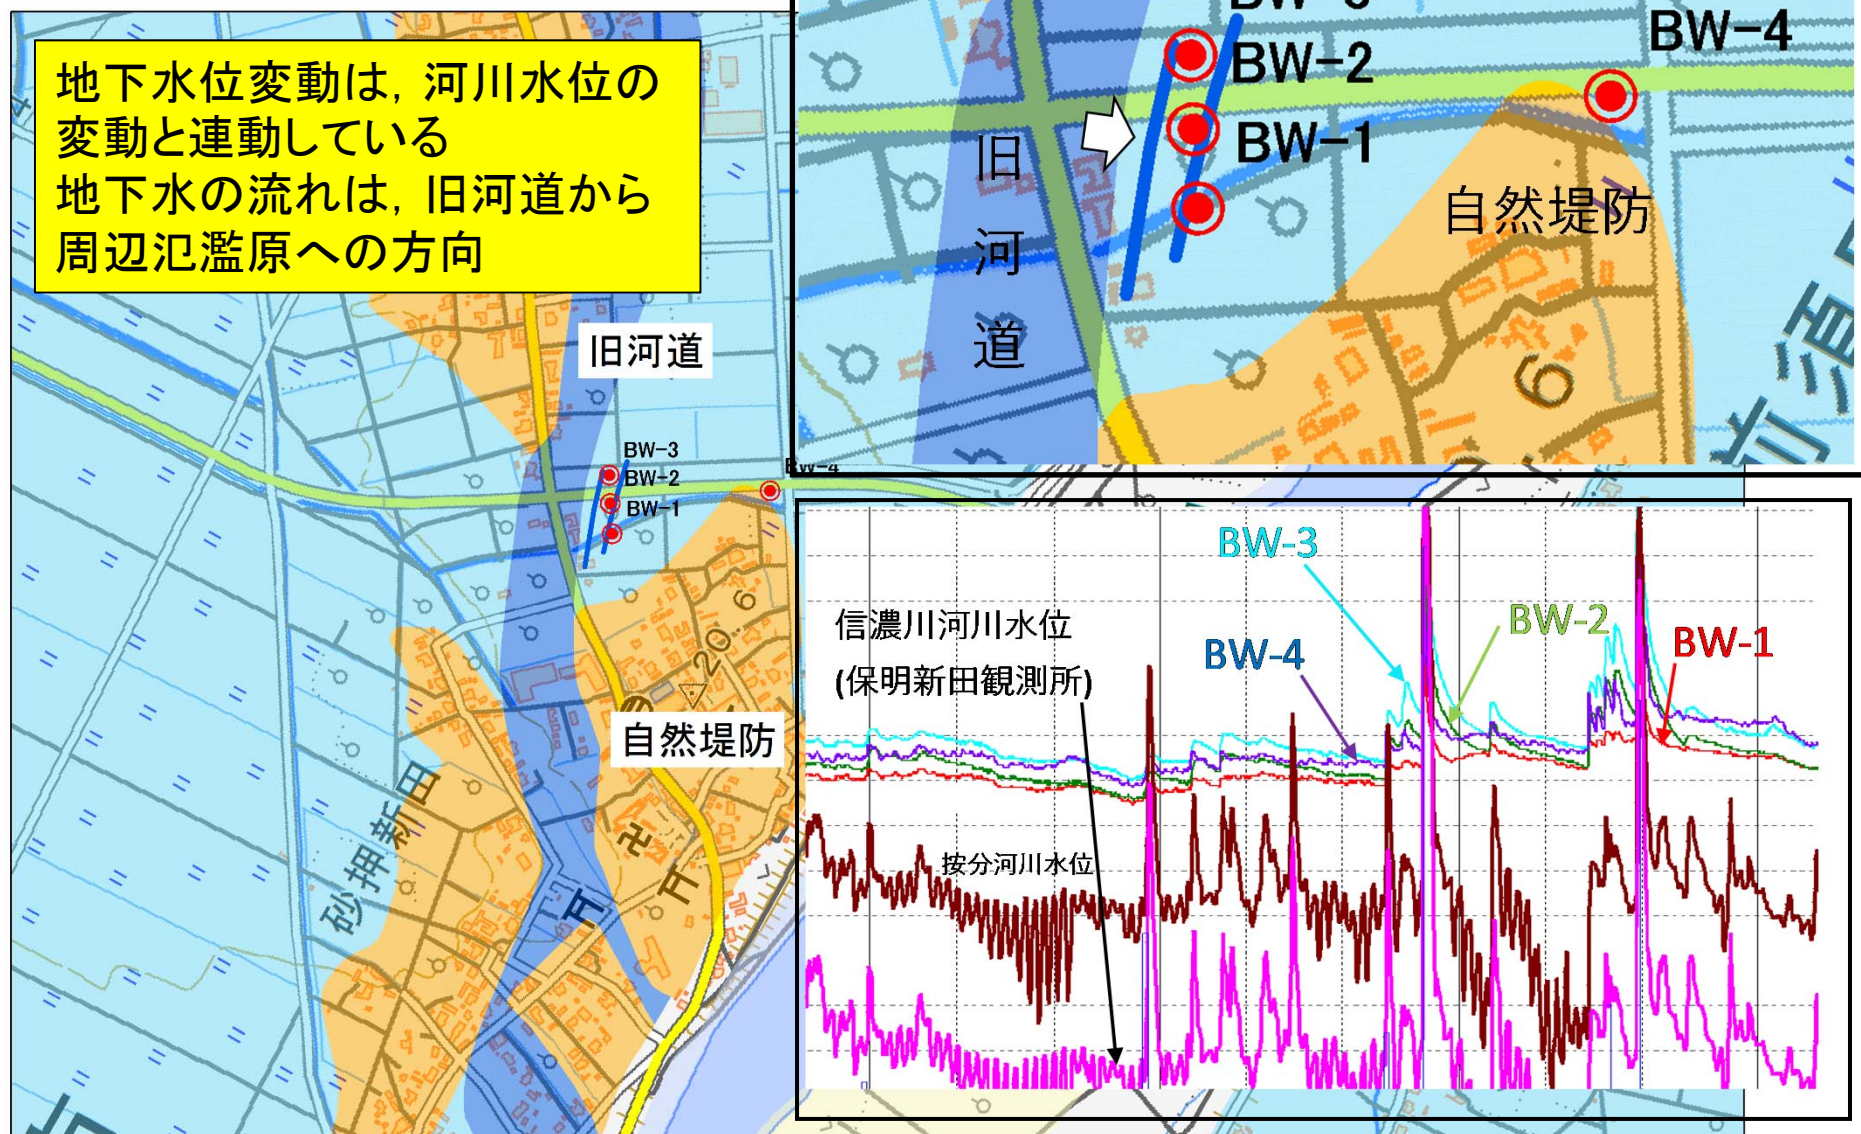 地下水位変動は，河川水位の
変動と連動している
地下水の流れは，旧河道から
周辺氾濫原への方向
旧河道
BW-3
BW-2
BW-1
BW-4
自然堤防
20.6
砂押新田
BW-2
BW-1
BW-4
旧
河
道
自然堤防
9
信濃川河川水位
(保明新田観測所)
按分河川水位
BW-3
BW-4
BW-2
BW-1